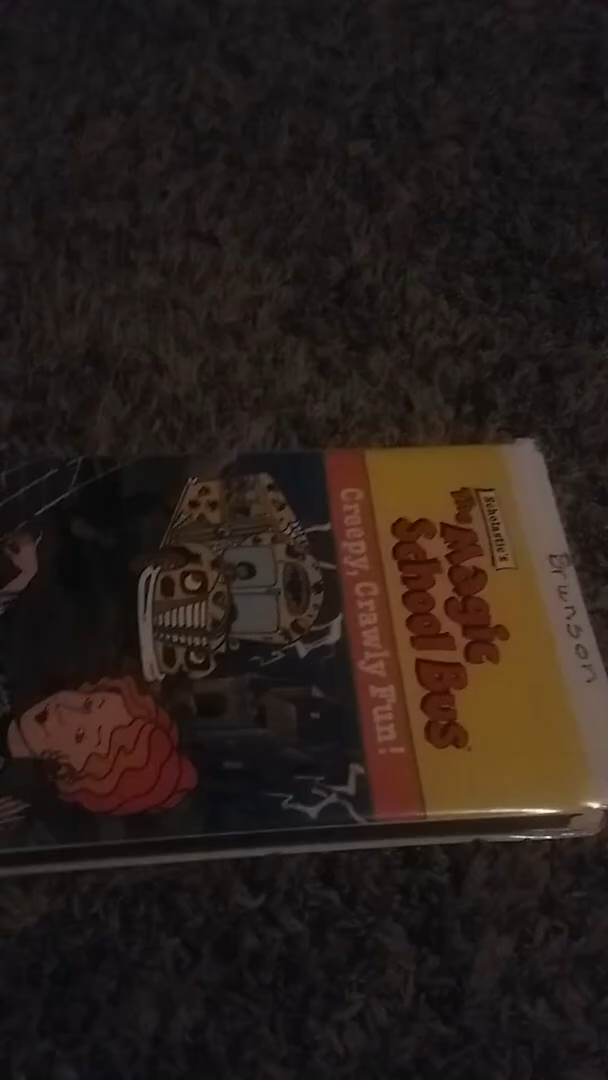 Brunson
Scholastic's
The Magic
School Bus
Creepy, Crawly Fun!